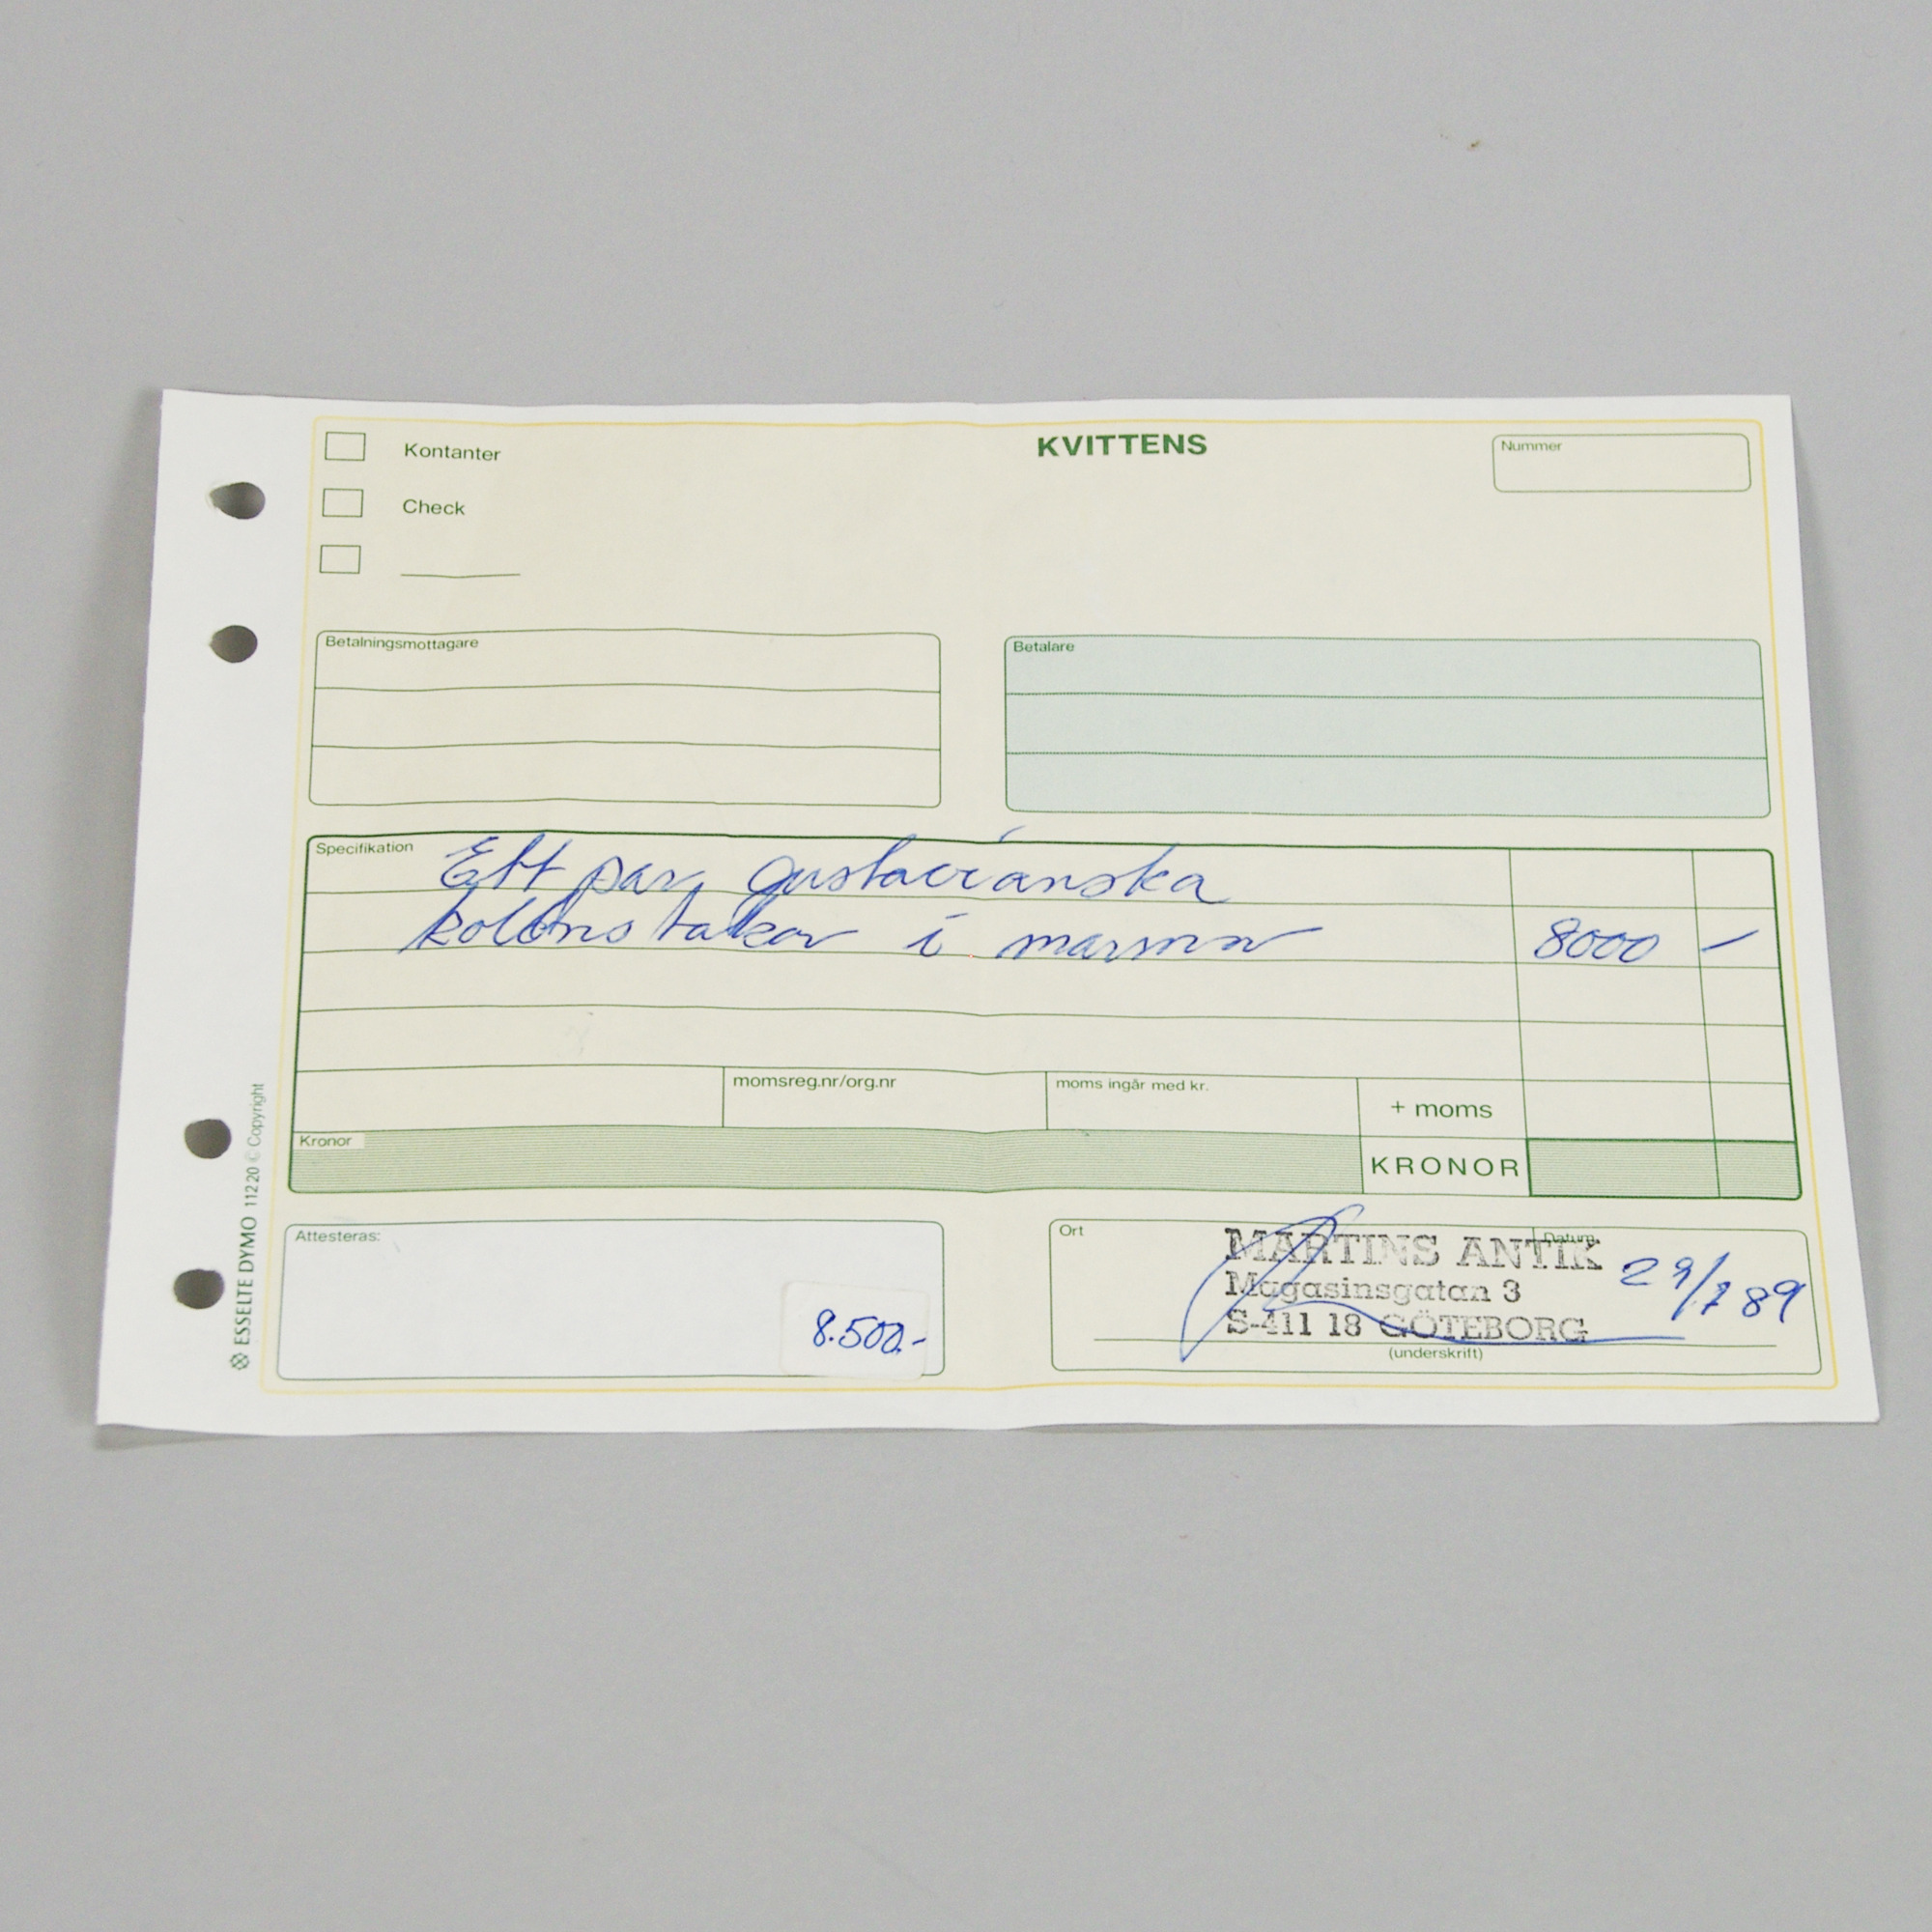 KVITTENS
Nummer
Kontanter
Check
Betalningsmottagare
Betalare
Specifikation
Ett par gustavianska
kolonstakar i marmor 8000 –
momsreg.nr/org.nr
moms ingår med kr.
+ moms
Kronor
KRONOR
Attesteras:
8.500.-
Ort
Datum
MARTINS ANTIK
Magasinsgatan 3
S-411 18 GÖTEBORG
89
(underskrift)
ESSELTE DYMO 11220 © Copyright